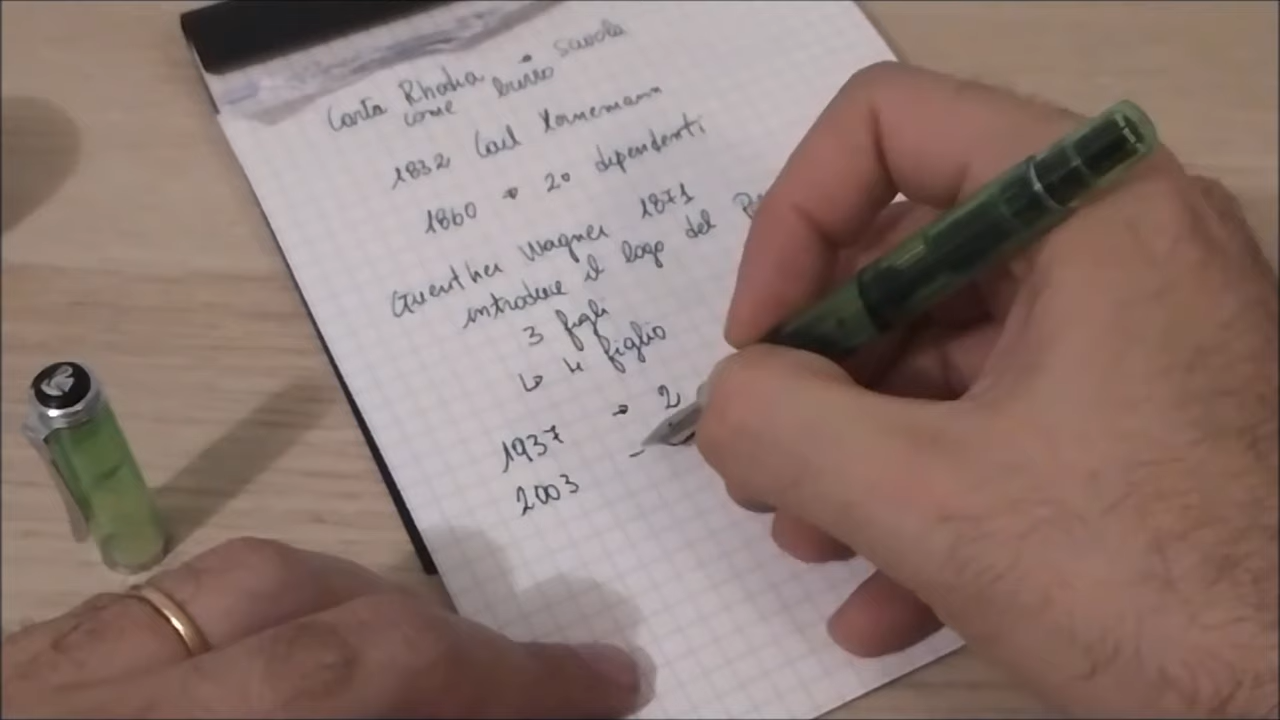 Carta Rhodia → scuola
come burro
1832 Carl Hornemann
1860 → 20 dipendenti
Guenther Wagner 1871
introduce il logo del
3 figli
↳ 4 figlio
1937 → 2
2003 -